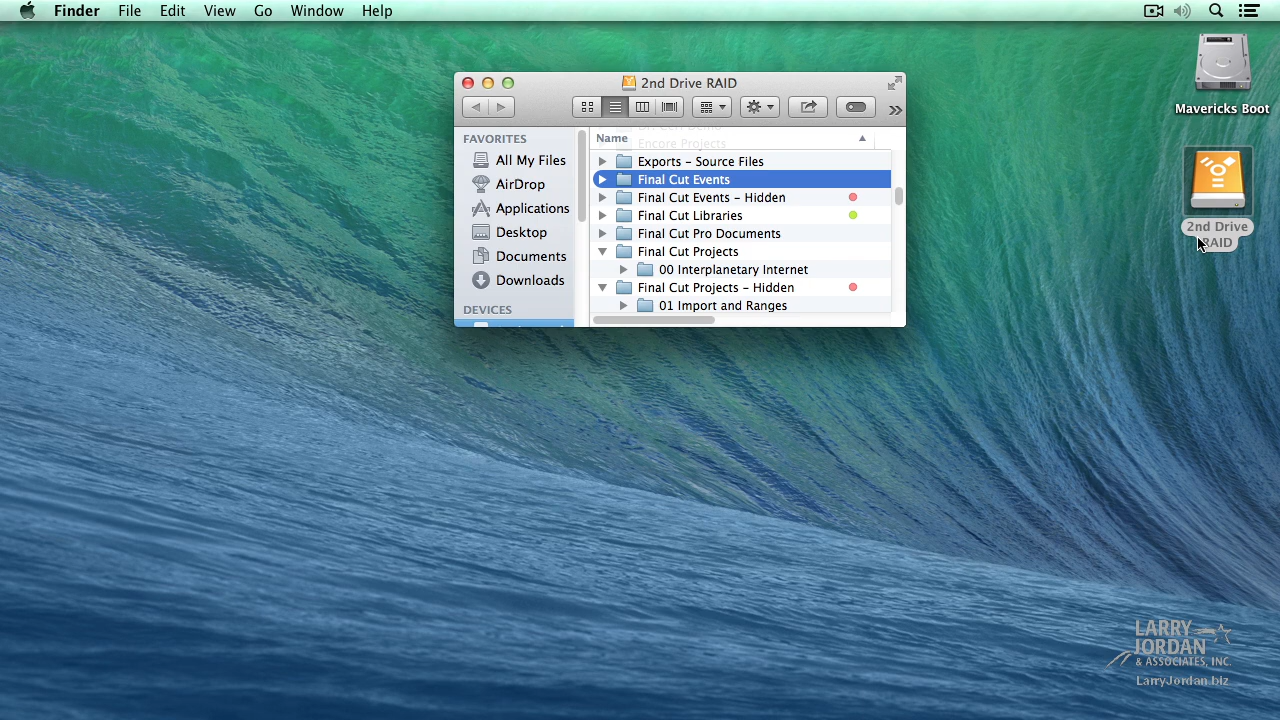 Finder File Edit View Go Window Help
Mavericks Boot
2nd Drive
RAID
2nd Drive RAID
FAVORITES
All My Files
AirDrop
Applications
Desktop
Documents
Downloads
DEVICES
Name
Encore Projects
Exports – Source Files
Final Cut Events
Final Cut Events – Hidden
Final Cut Libraries
Final Cut Pro Documents
Final Cut Projects
00 Interplanetary Internet
Final Cut Projects – Hidden
01 Import and Ranges
LARRY
JORDAN
& ASSOCIATES, INC.
LarryJordan.biz